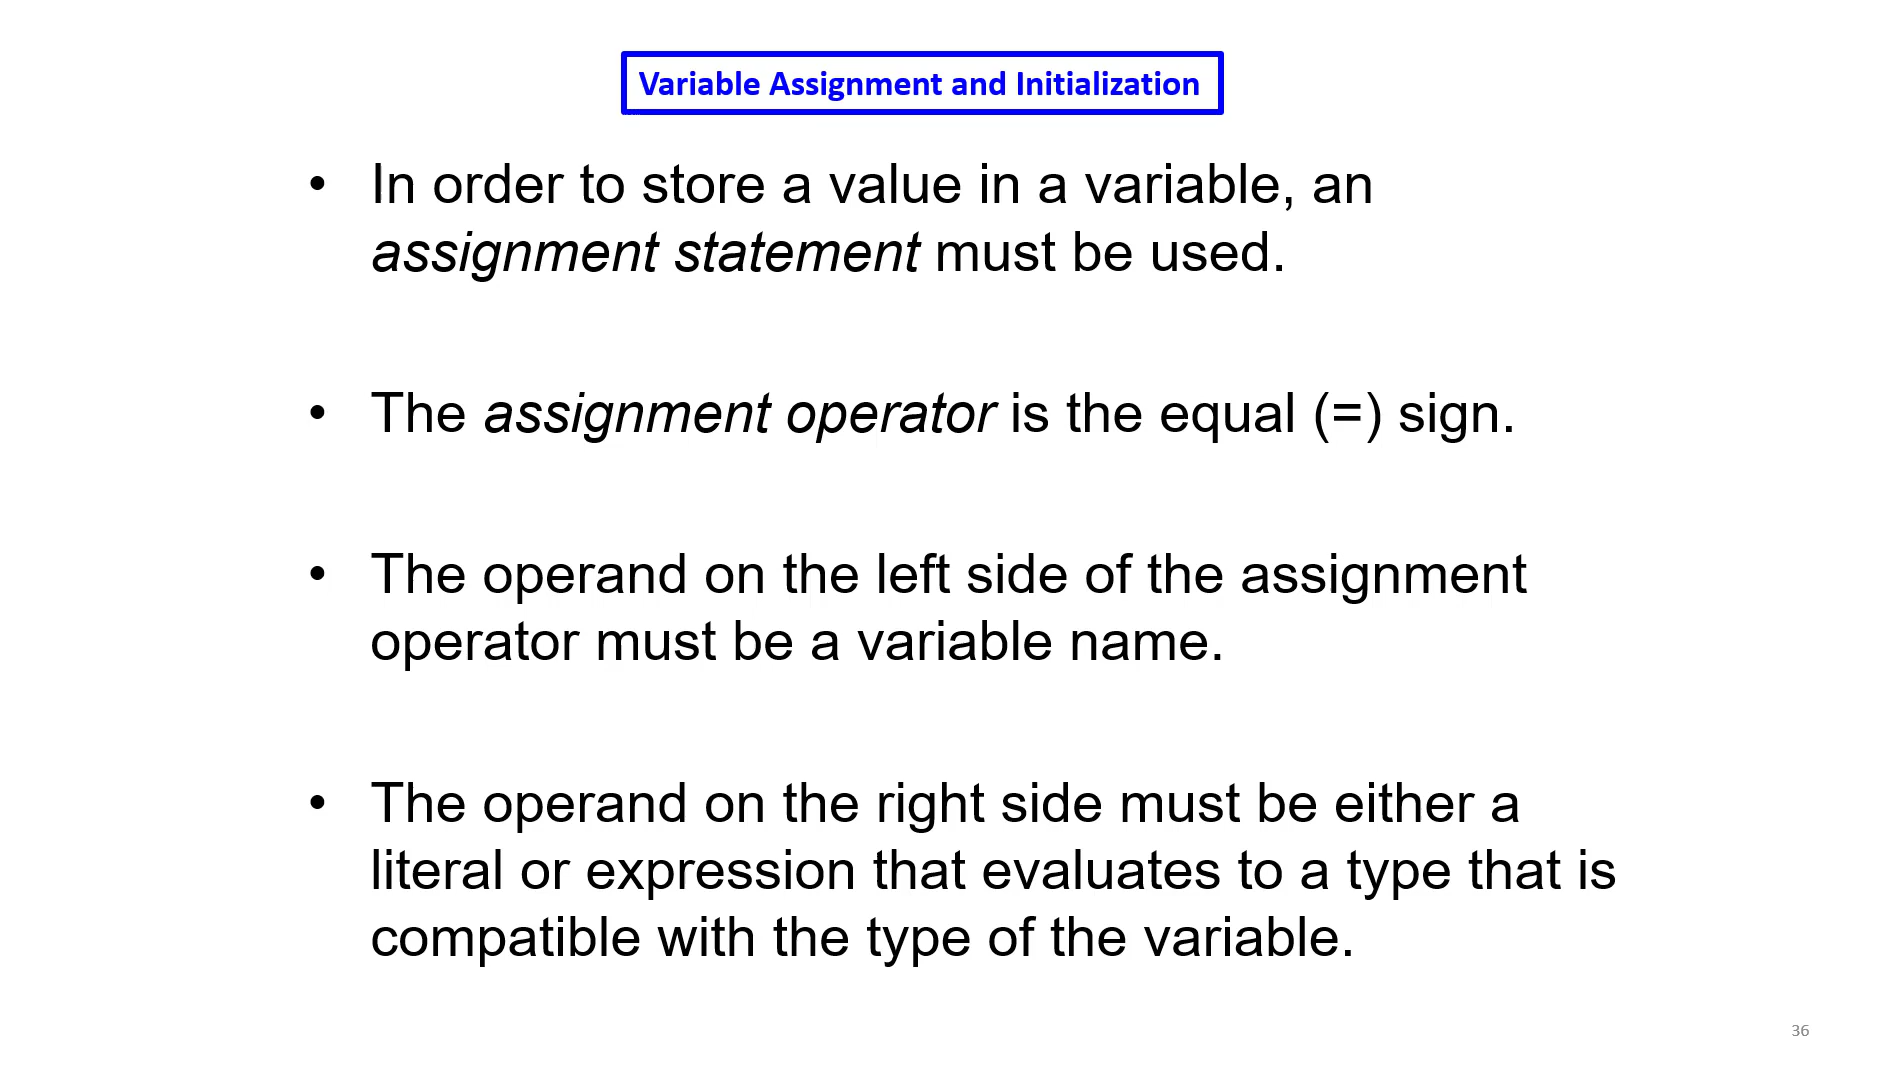 Variable Assignment and Initialization
• In order to store a value in a variable, an
assignment statement must be used.
• The assignment operator is the equal (=) sign.
• The operand on the left side of the assignment
operator must be a variable name.
• The operand on the right side must be either a
literal or expression that evaluates to a type that is
compatible with the type of the variable.
36